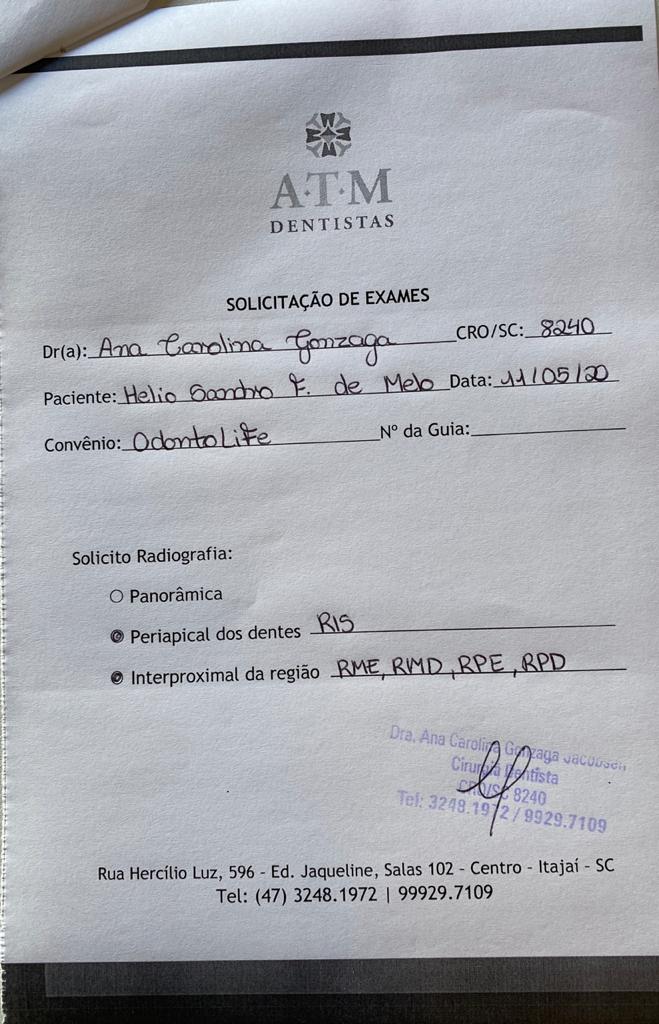 A·T·M
DENTISTAS
SOLICITAÇÃO DE EXAMES
Dr(a): Ana Carolina Gonzaga CRO/SC: 8240
Paciente: Helio Sandro F. de Melo Data: 11/05/20
Convênio: OdontoLife Nº da Guia:
Solicito Radiografia:
Panorâmica
Periapical dos dentes RIS
Interproximal da região RME, RMD, RPE, RPD
Dra. Ana Carolina Gonzaga Jacobsen
Cirurgiã Dentista
CRO/SC 8240
Tel: 3248.1972 / 9929.7109
Rua Hercílio Luz, 596 - Ed. Jaqueline, Salas 102 - Centro - Itajaí - SC
Tel: (47) 3248.1972 | 99929.7109